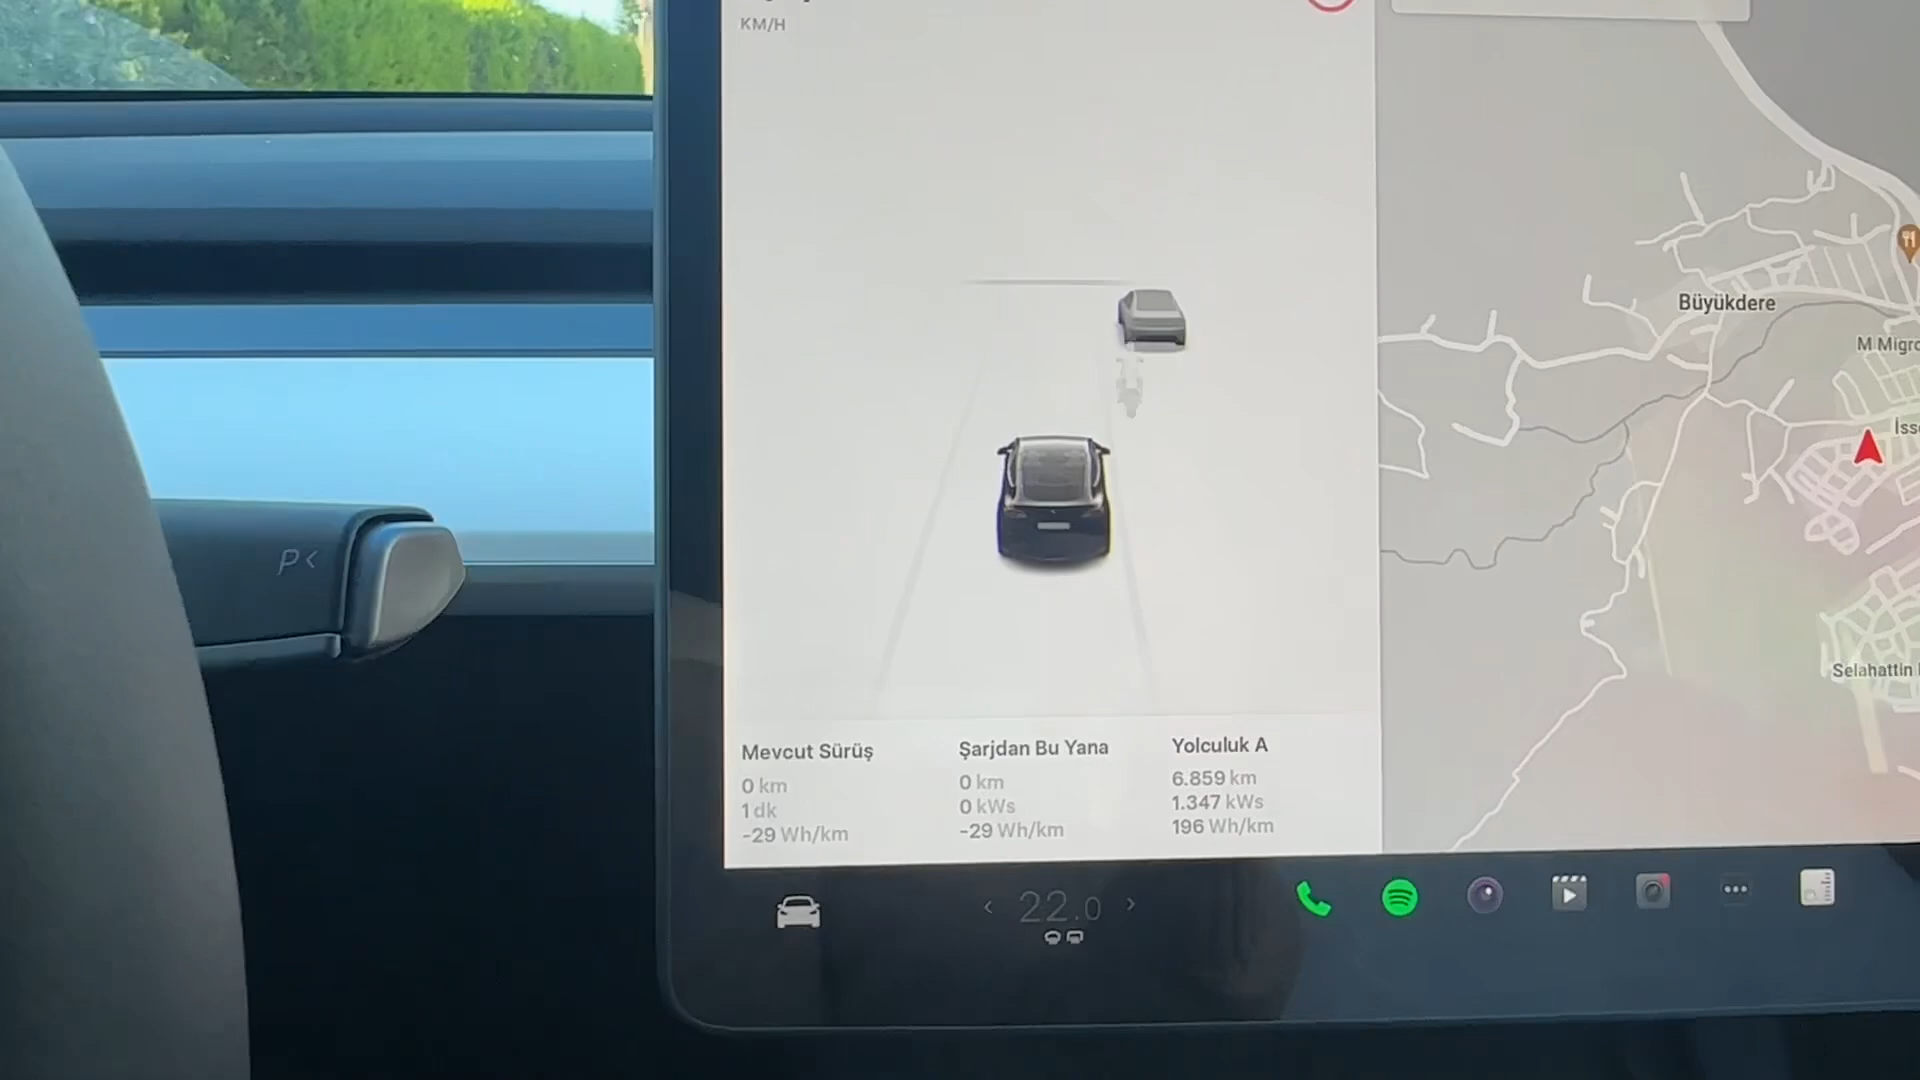 KM/H
Büyükdere
M Migro
İss
P<
Selahattin
Mevcut Sürüş
0 km
1 dk
-29 Wh/km
Şarjdan Bu Yana
0 km
0 kWs
-29 Wh/km
Yolculuk A
6.859 km
1.347 kWs
196 Wh/km
22.0